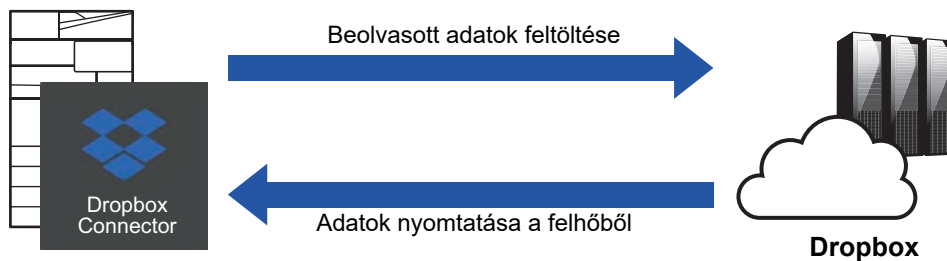 Beolvasott adatok feltöltése
Dropbox
Connector
Adatok nyomtatása a felhőből
Dropbox